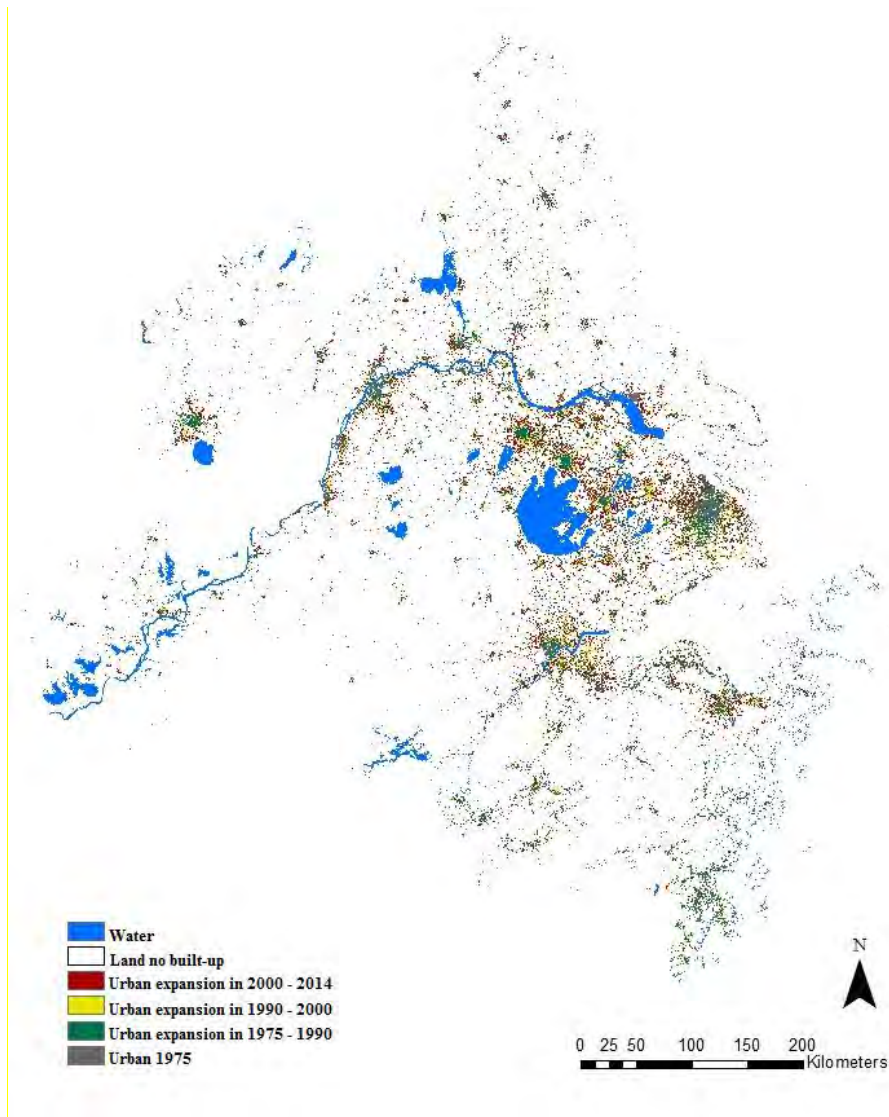 Water
Land no built-up
Urban expansion in 2000 - 2014
Urban expansion in 1990 - 2000
Urban expansion in 1975 - 1990
Urban 1975
N
0 25 50 100 150 200
Kilometers